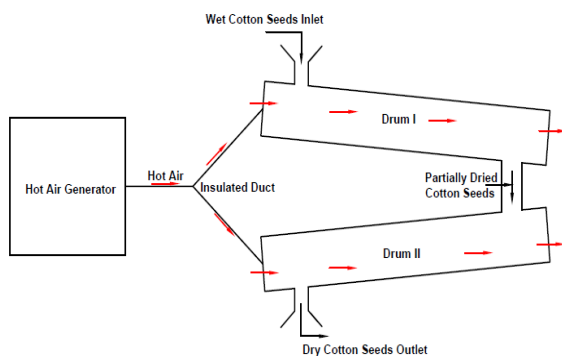 Wet Cotton Seeds Inlet
Drum I
Hot Air
Hot Air Generator
Insulated Duct
Partially Dried
Cotton Seeds
Drum II
Dry Cotton Seeds Outlet